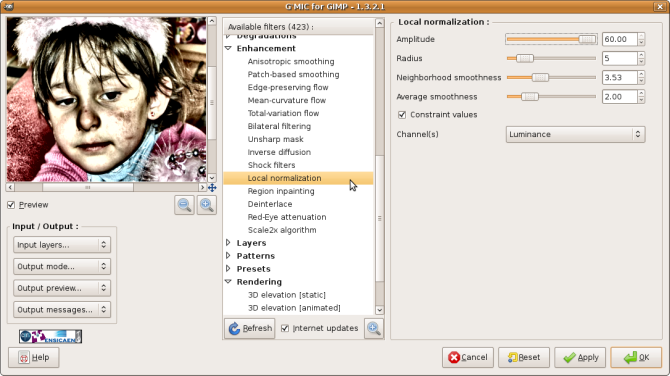 G'MIC for GIMP - 1.3.2.1
Available filters (423) :
Degradations
Enhancement
Anisotropic smoothing
Patch-based smoothing
Edge-preserving flow
Mean-curvature flow
Total-variation flow
Bilateral filtering
Unsharp mask
Inverse diffusion
Shock filters
Local normalization
Region inpainting
Deinterlace
Red-Eye attenuation
Scale2x algorithm
Layers
Patterns
Presets
Rendering
3D elevation [static]
3D elevation [animated]
Refresh
Internet updates
Preview
Input / Output :
Input layers...
Output mode...
Output preview...
Output messages...
ENSICAEN
Local normalization :
Amplitude 60.00
Radius 5
Neighborhood smoothness 3.53
Average smoothness 2.00
Constraint values
Channel(s) Luminance
Help
Cancel
Reset
Apply
OK